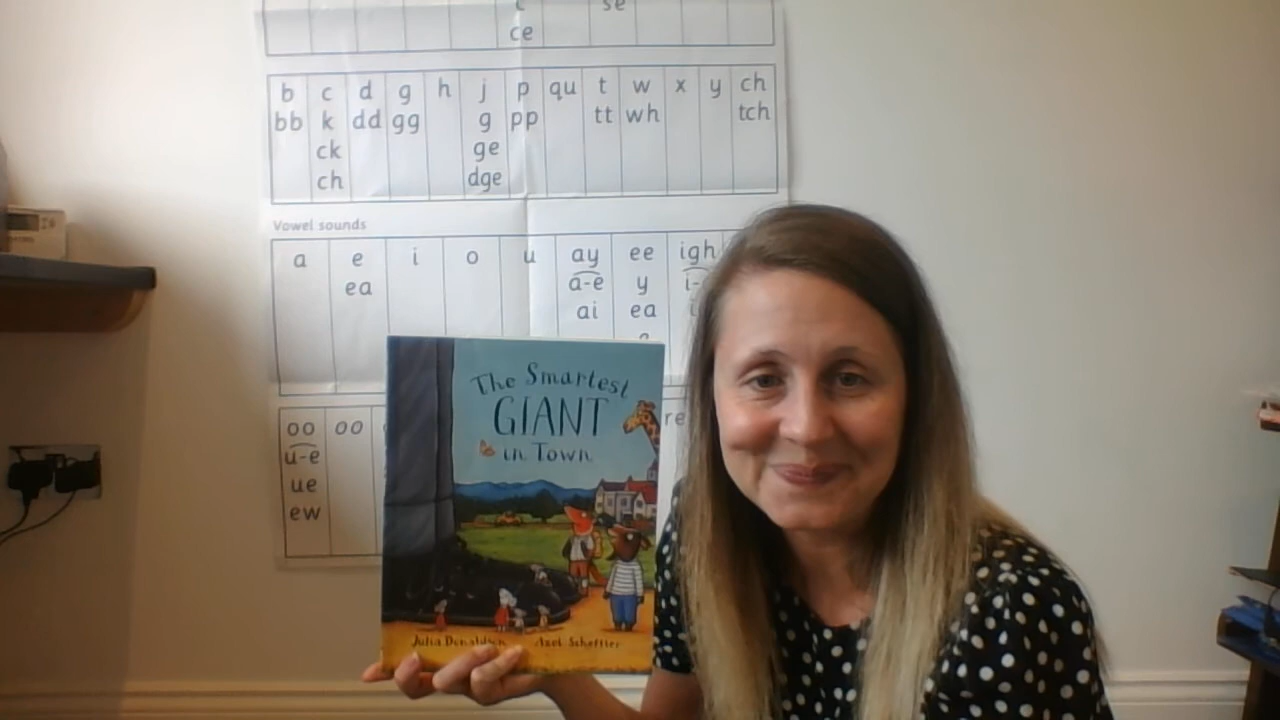 c se
ce
b c d g h j p qu t w x y ch
bb k dd gg g pp tt wh tch
ck ge
ch dge
Vowel sounds
a e i o u ay ee igh
ea a-e y
ai ea
oo oo
u-e
ue
ew
The Smartest
GIANT
in Town
Julia Donaldson Axel Scheffler